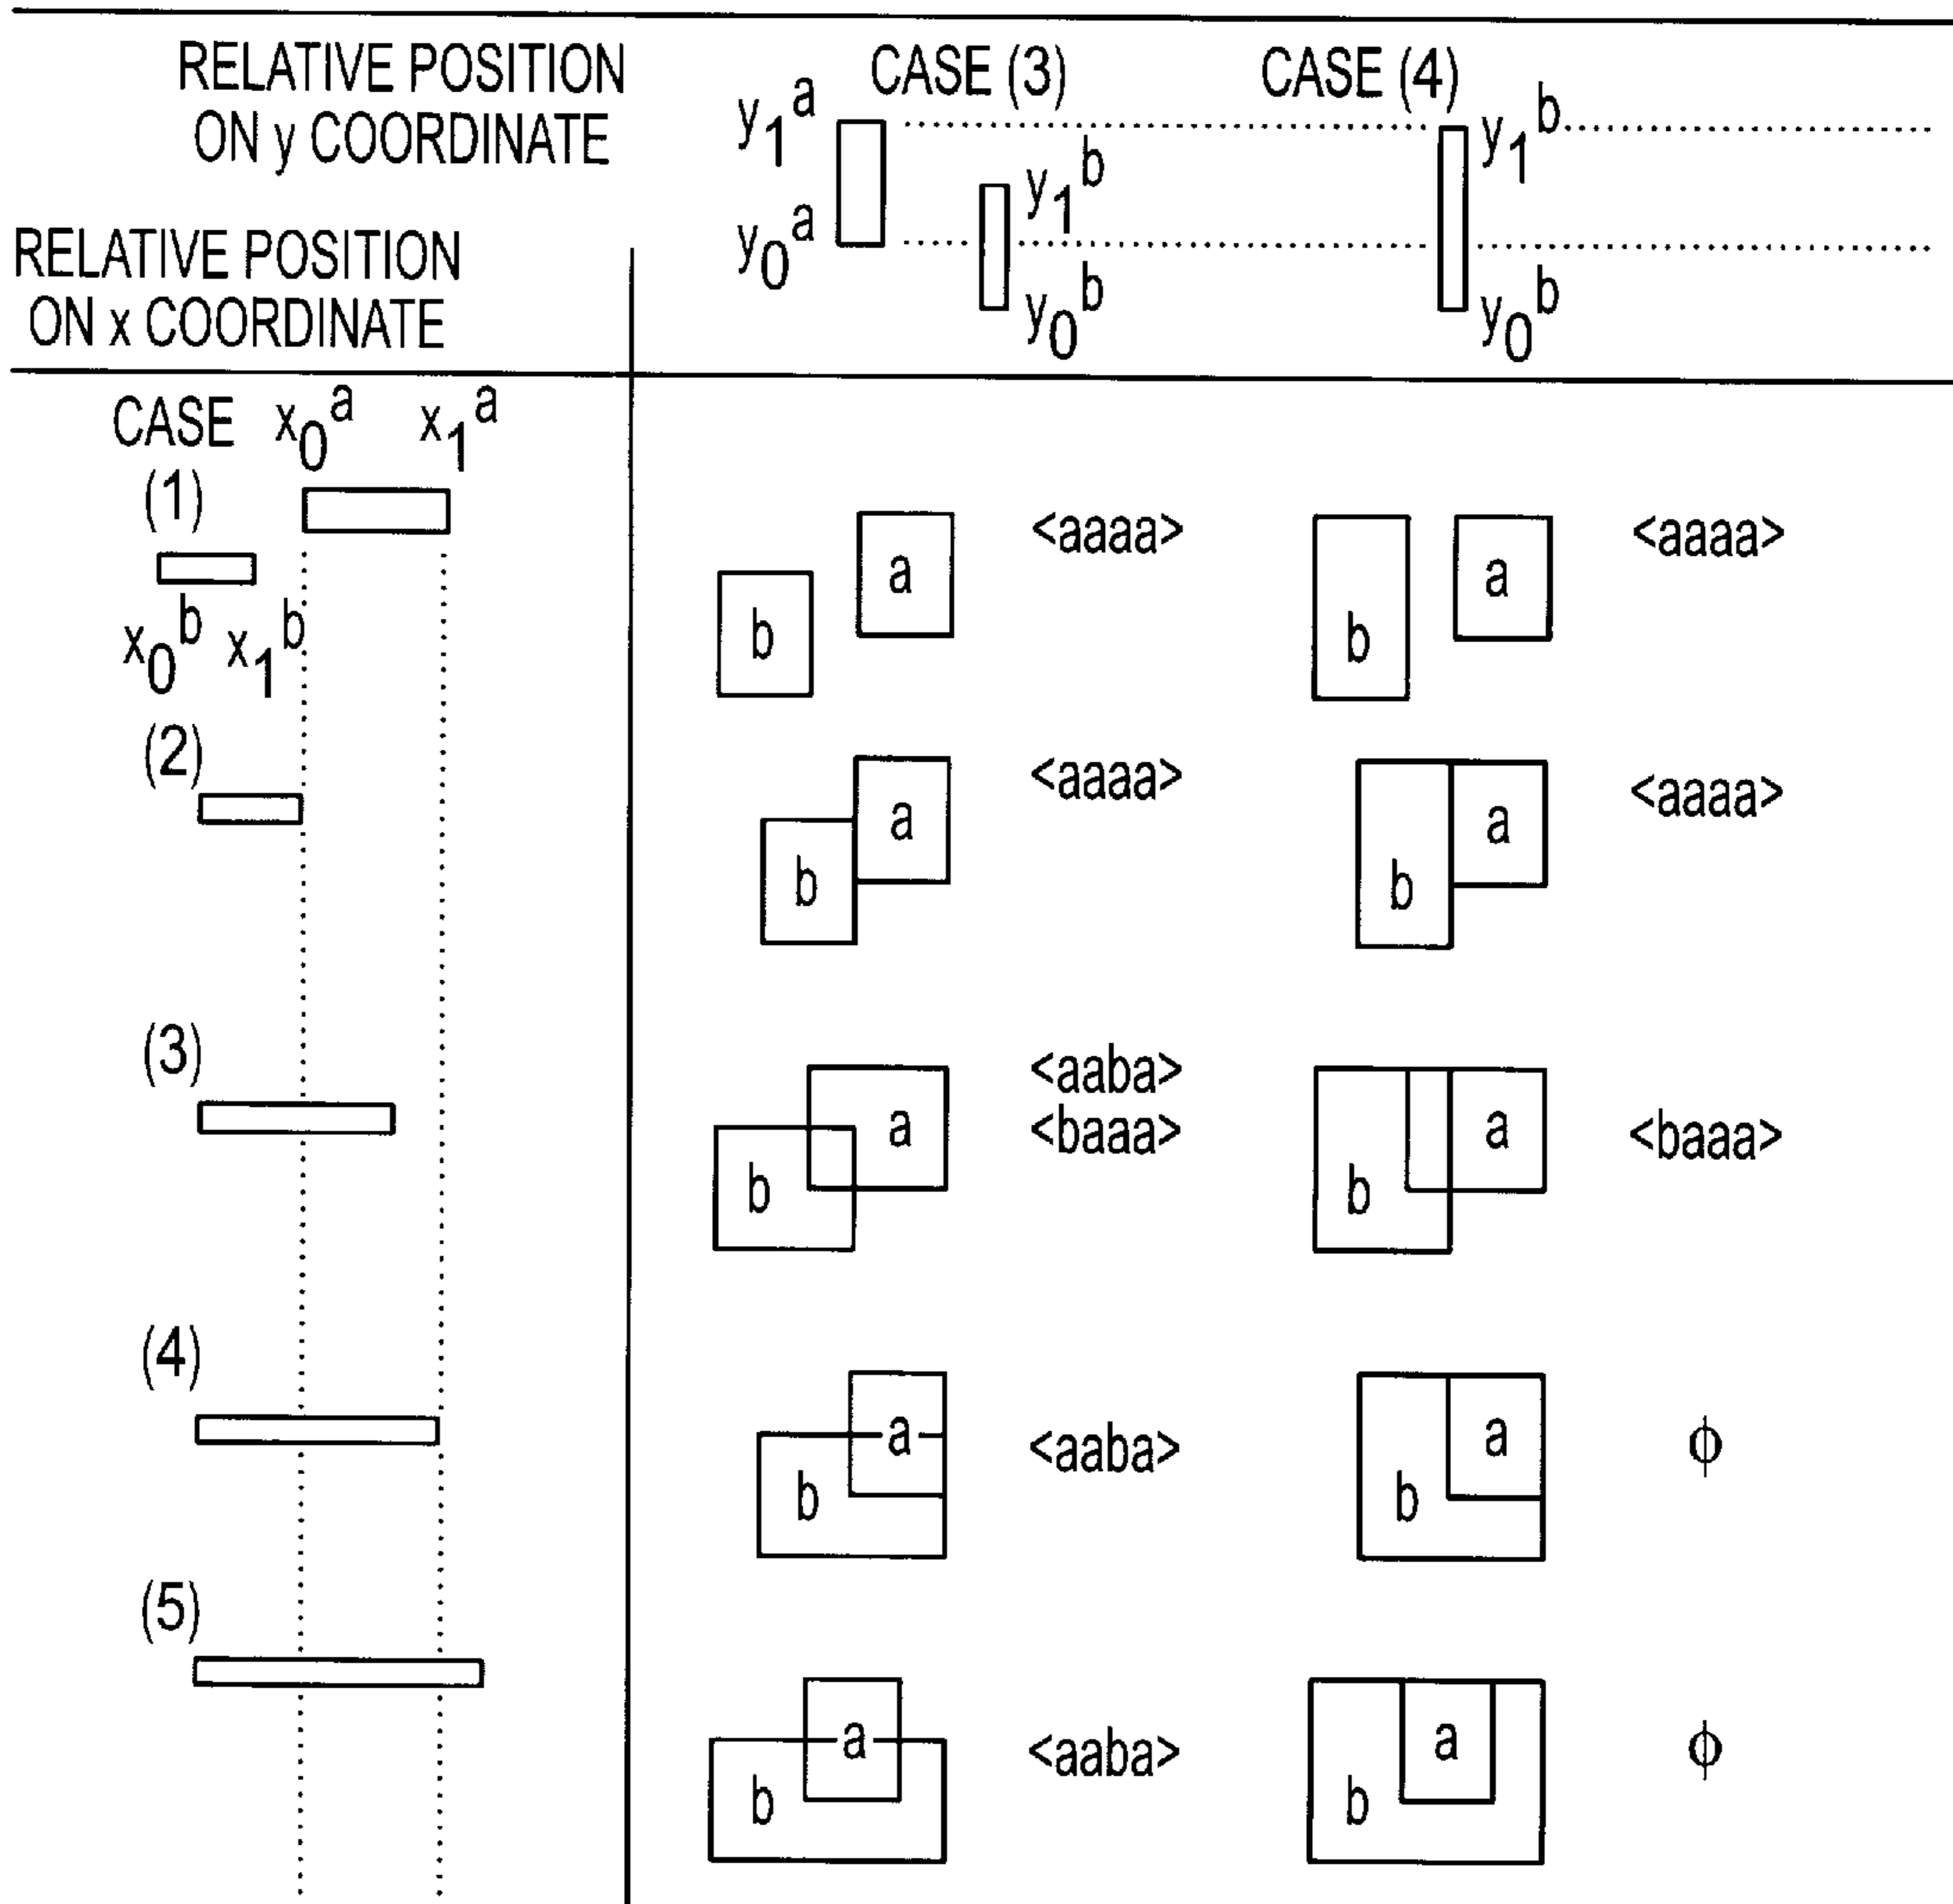 RELATIVE POSITION
ON y COORDINATE
CASE (3)
CASE (4)
y1a
y0a
y1b
y0b
y1b
y0b
RELATIVE POSITION
ON x COORDINATE
CASE x0a x1a
(1)
x0b x1b
b a <aaaa>
b a <aaaa>
(2)
b a <aaaa>
b a <aaaa>
(3)
b a <aaba>
<baaa>
b a <baaa>
(4)
b a <aaba>
b a ϕ
(5)
b a <aaba>
b a ϕ